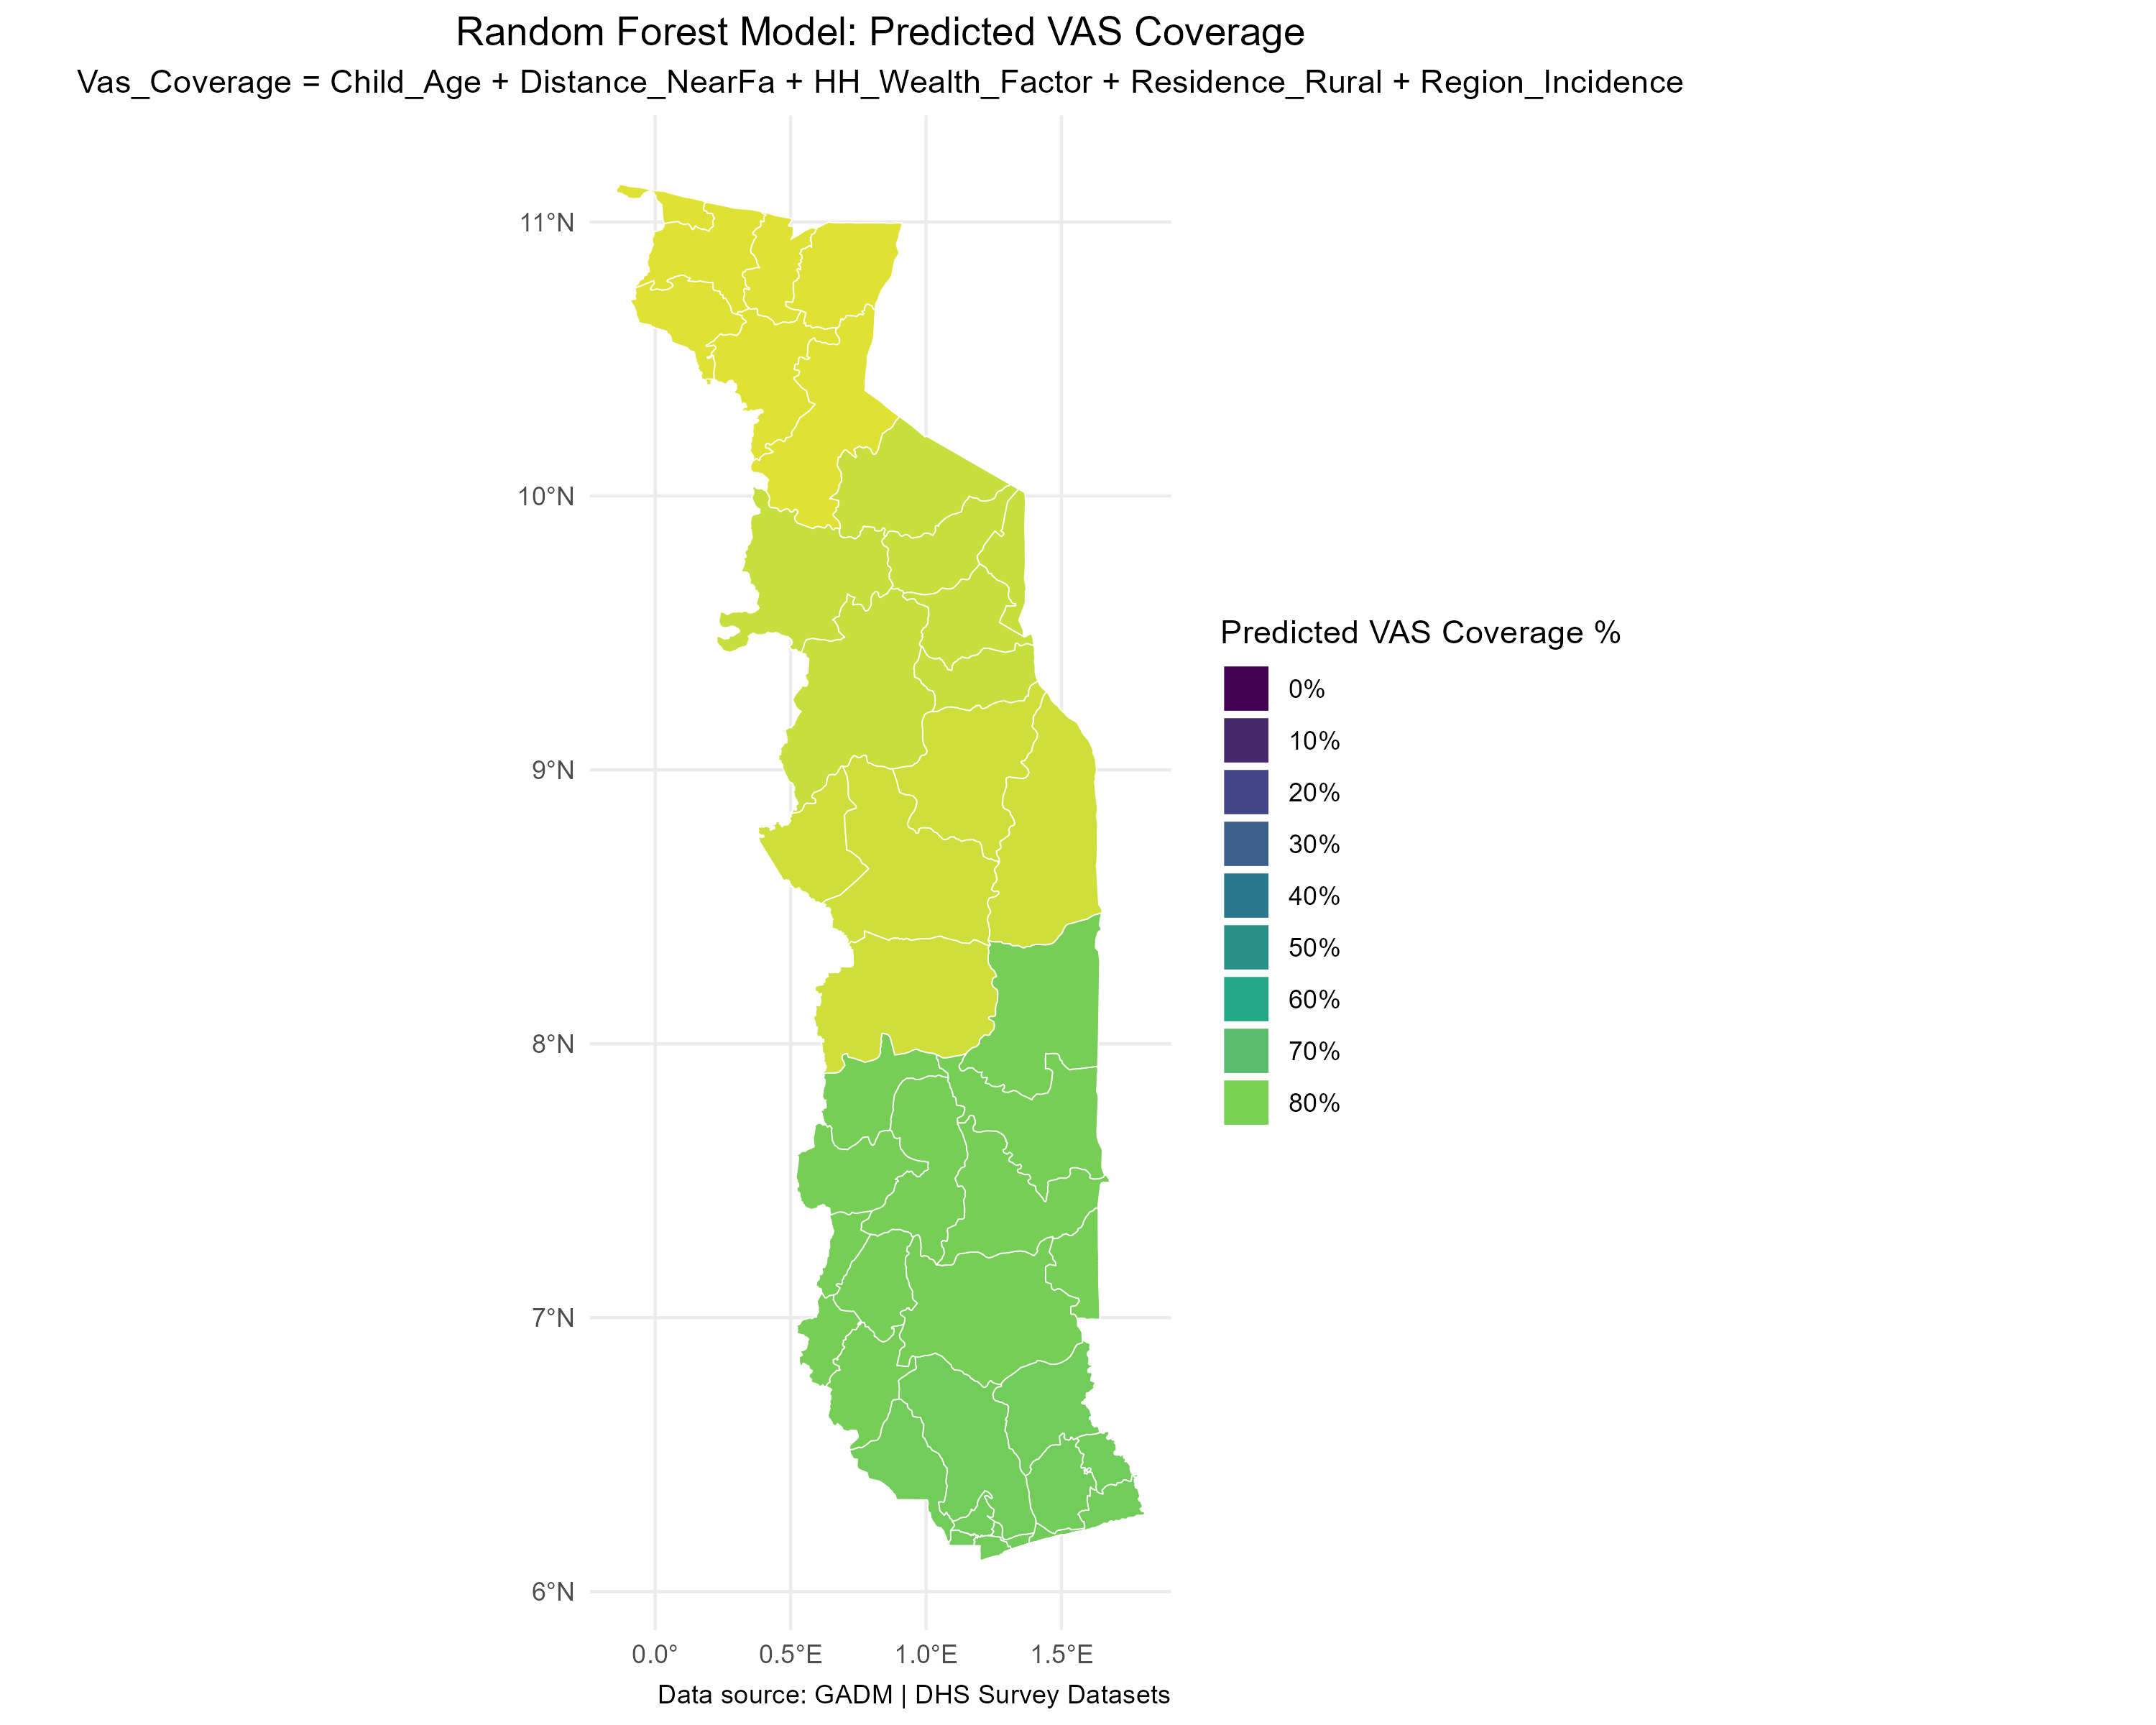 Random Forest Model: Predicted VAS Coverage
Vas_Coverage = Child_Age + Distance_NearFa + HH_Wealth_Factor + Residence_Rural + Region_Incidence
11°N
10°N
9°N
8°N
7°N
6°N
0.0°
0.5°E
1.0°E
1.5°E
Predicted VAS Coverage %
0%
10%
20%
30%
40%
50%
60%
70%
80%
Data source: GADM | DHS Survey Datasets